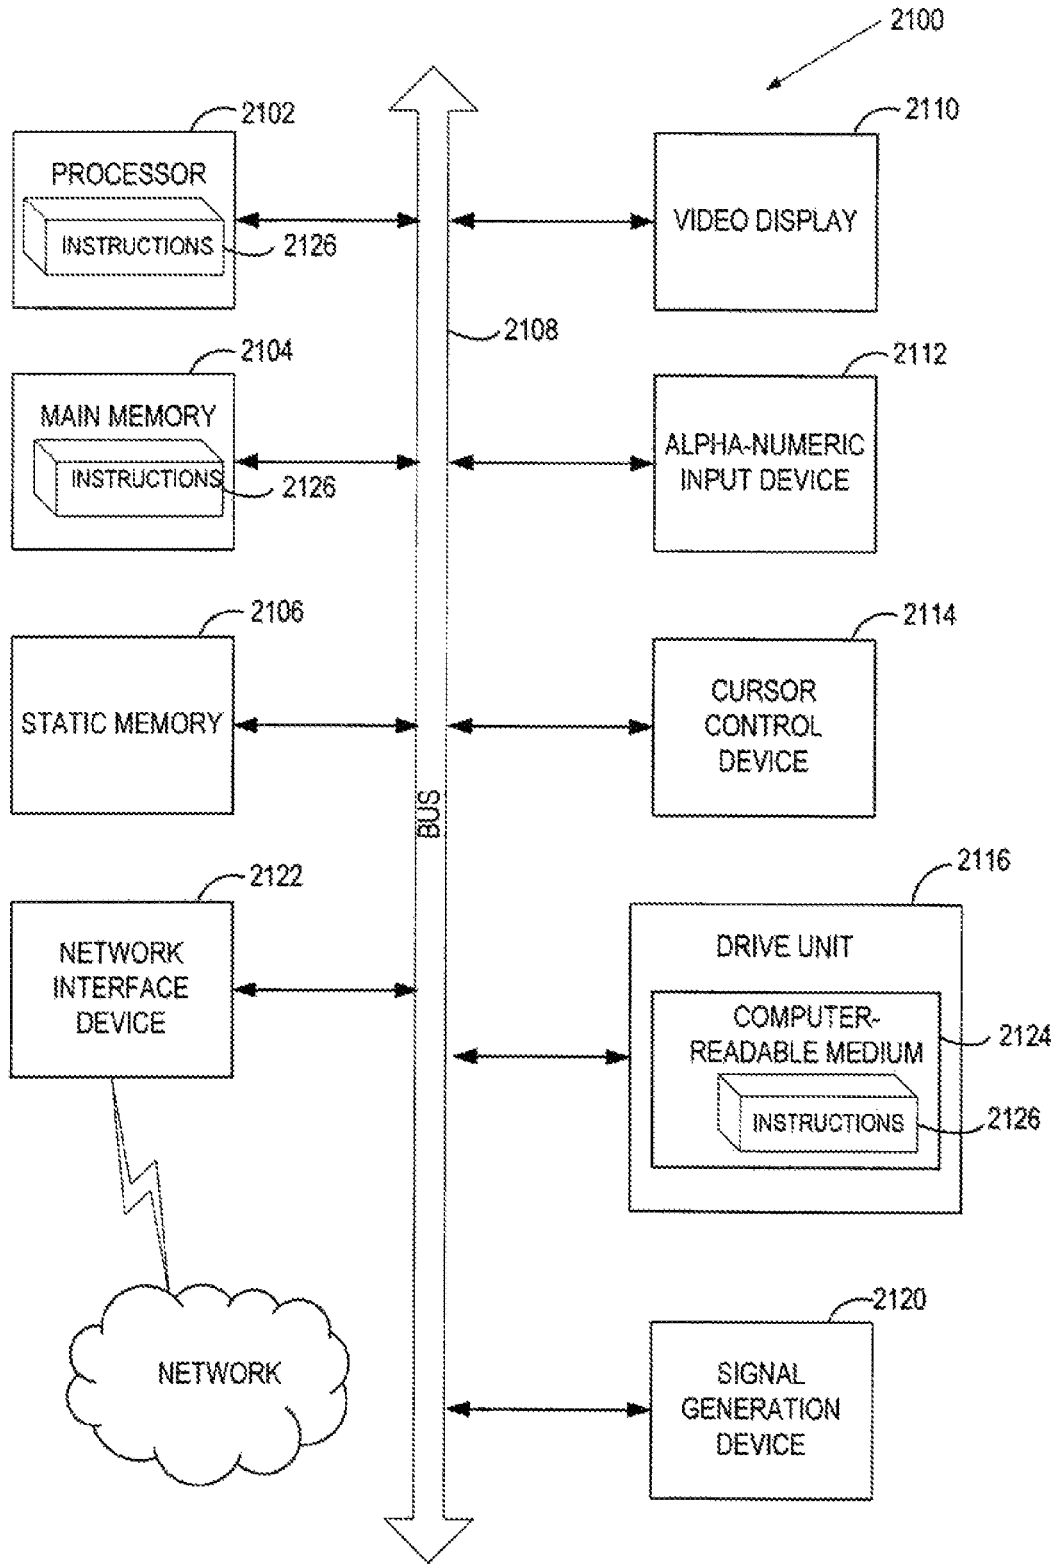 2100
2102
PROCESSOR
INSTRUCTIONS
2126
2110
VIDEO DISPLAY
2108
2104
MAIN MEMORY
INSTRUCTIONS
2126
2112
ALPHA-NUMERIC
INPUT DEVICE
2106
STATIC MEMORY
2114
CURSOR
CONTROL
DEVICE
BUS
2122
NETWORK
INTERFACE
DEVICE
2116
DRIVE UNIT
COMPUTER-
READABLE MEDIUM
2124
INSTRUCTIONS
2126
NETWORK
2120
SIGNAL
GENERATION
DEVICE